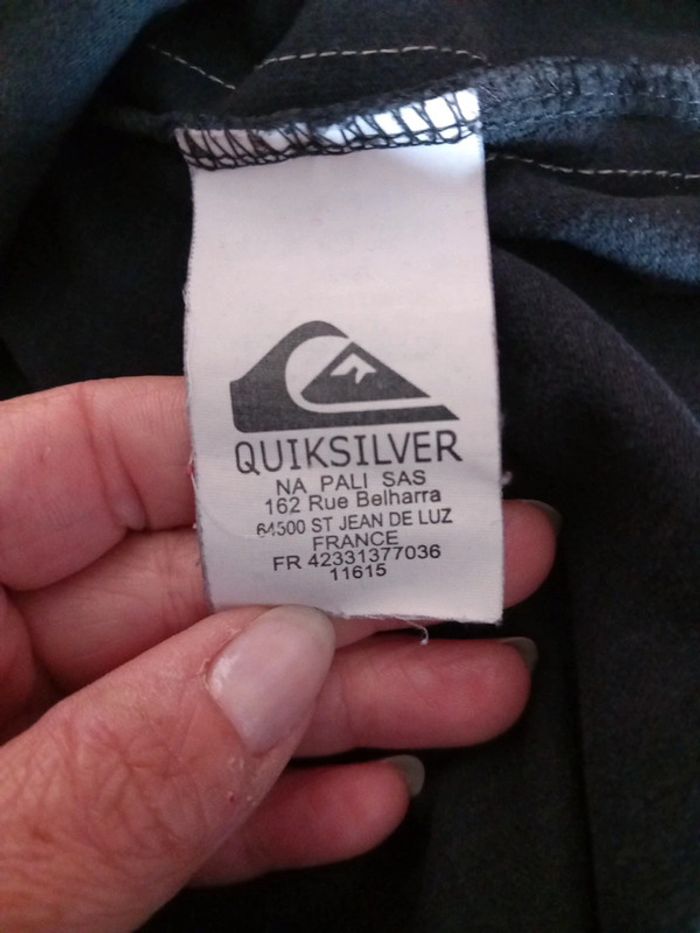 QUIKSILVER
NA PALI SAS
162 Rue Belharra
64500 ST JEAN DE LUZ
FRANCE
FR 42331377036
11615